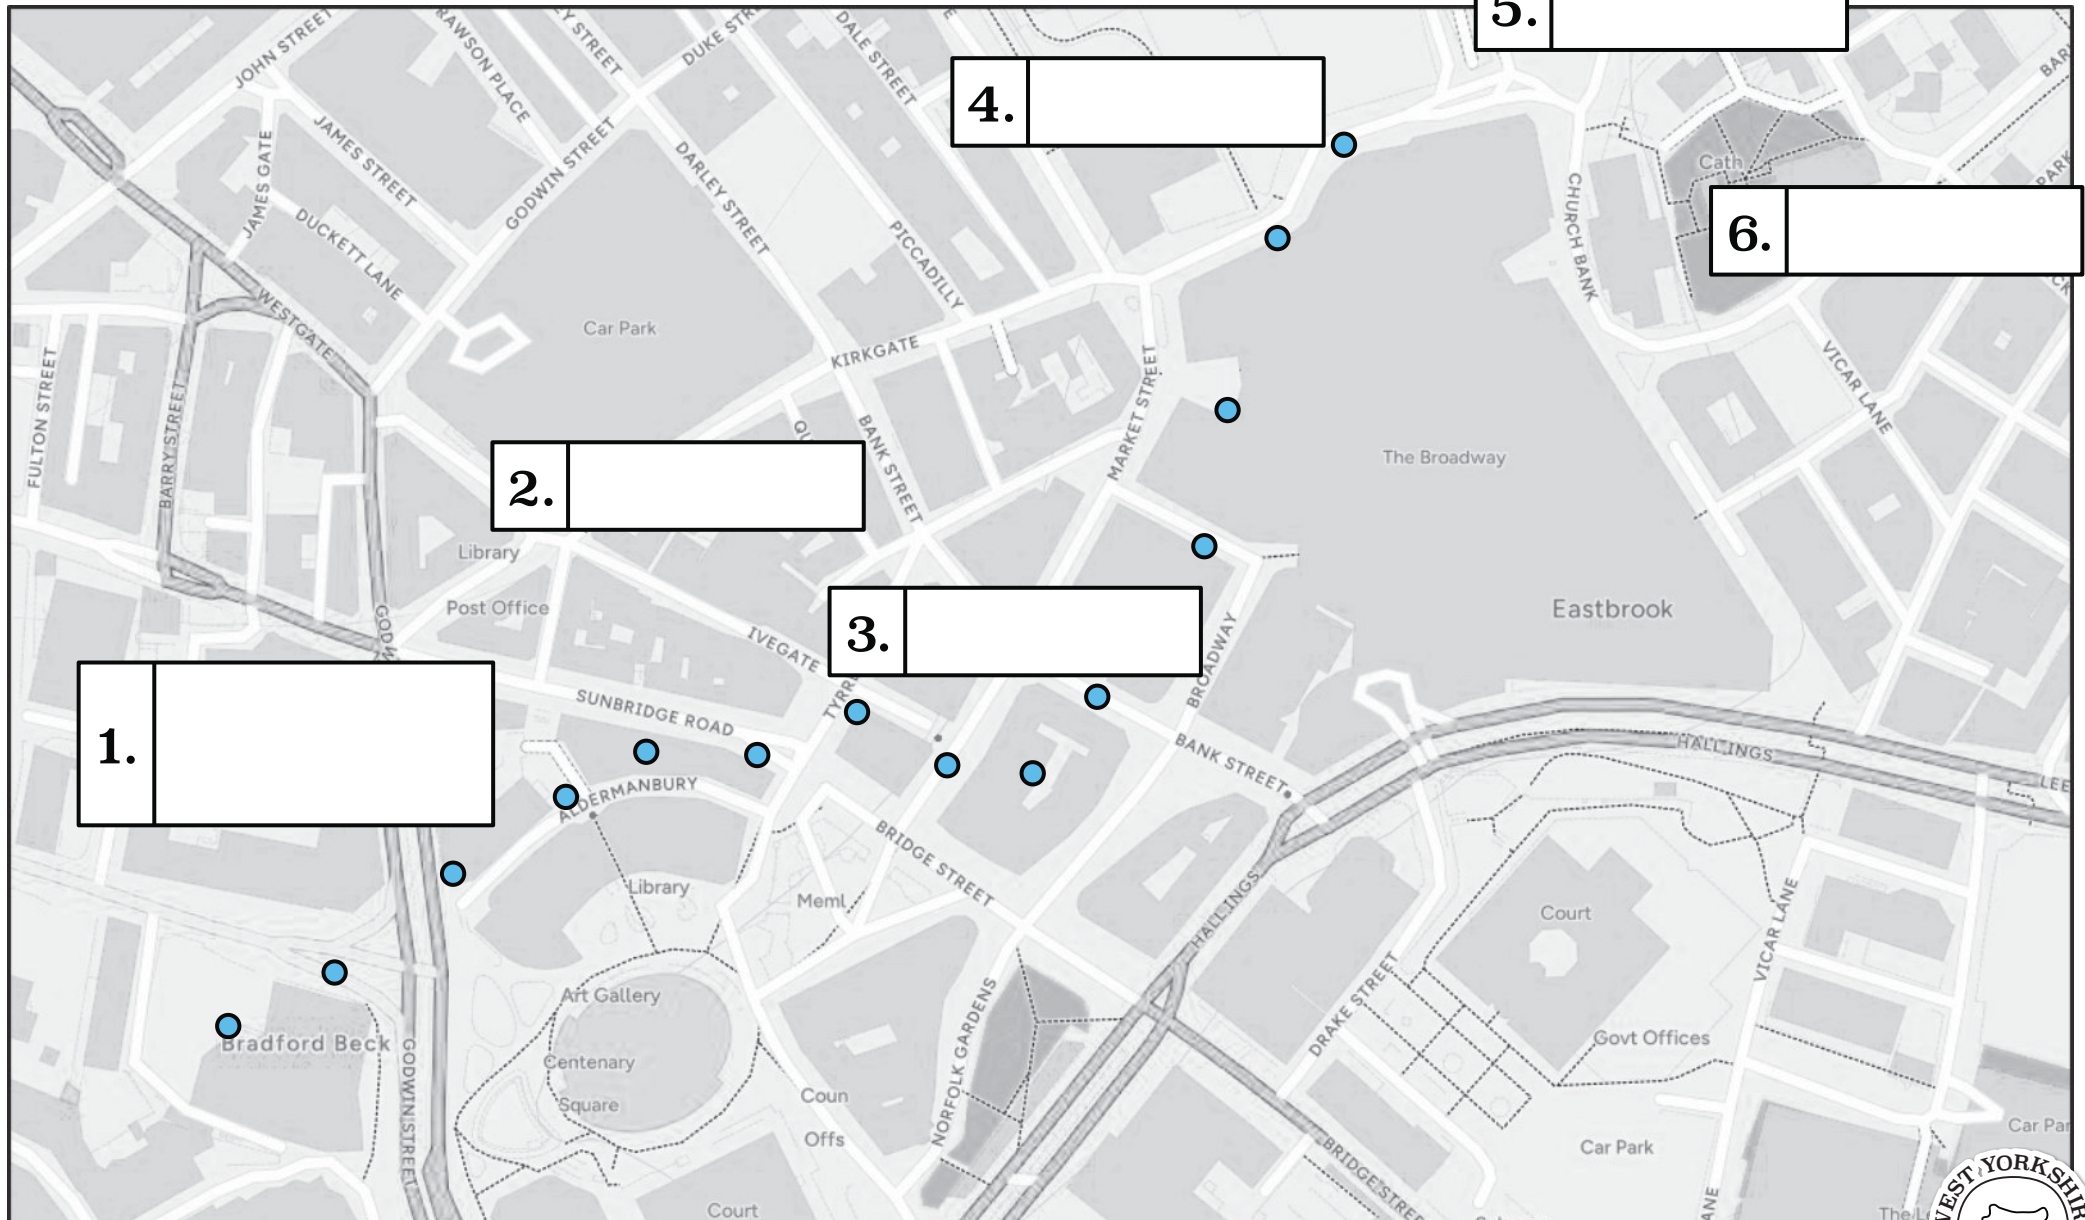 5.
JOHN STREET
RAWSON PLACE
DUKE
DALE STREET
4.
JAMES STREET
JAMES GATE
GODWIN STREET
DARLEY STREET
Cath
6.
CHURCH BANK
DUCKETT LANE
PICCADILLY
WESTGATE
Car Park
KIRKGATE
VICAR LANE
FULTON STREET
BARRY STREET
BANK STREET
MARKET STREET
The Broadway
2.
Library
Post Office
IVEGATE
3.
Eastbrook
BROADWAY
1.
SUNBRIDGE ROAD
BANK STREET
HALLINGS
ALDERMANBURY
BRIDGE STREET
Library
Meml
HALLINGS
Court
VICAR LANE
Art Gallery
NORFOLK GARDENS
DRAKE STREET
Bradford Beck
GODWIN STREET
Centenary
Square
Coun
Offs
Govt Offices
Car Park
BRIDGE STREE
Court
WEST YORKSHIR